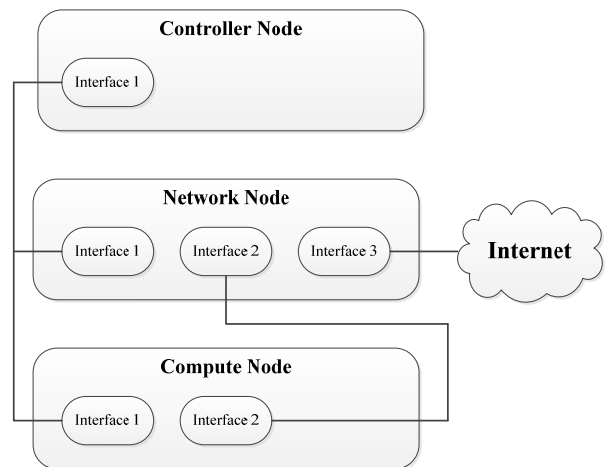 Controller Node
Interface 1
Network Node
Interface 1
Interface 2
Interface 3
Internet
Compute Node
Interface 1
Interface 2